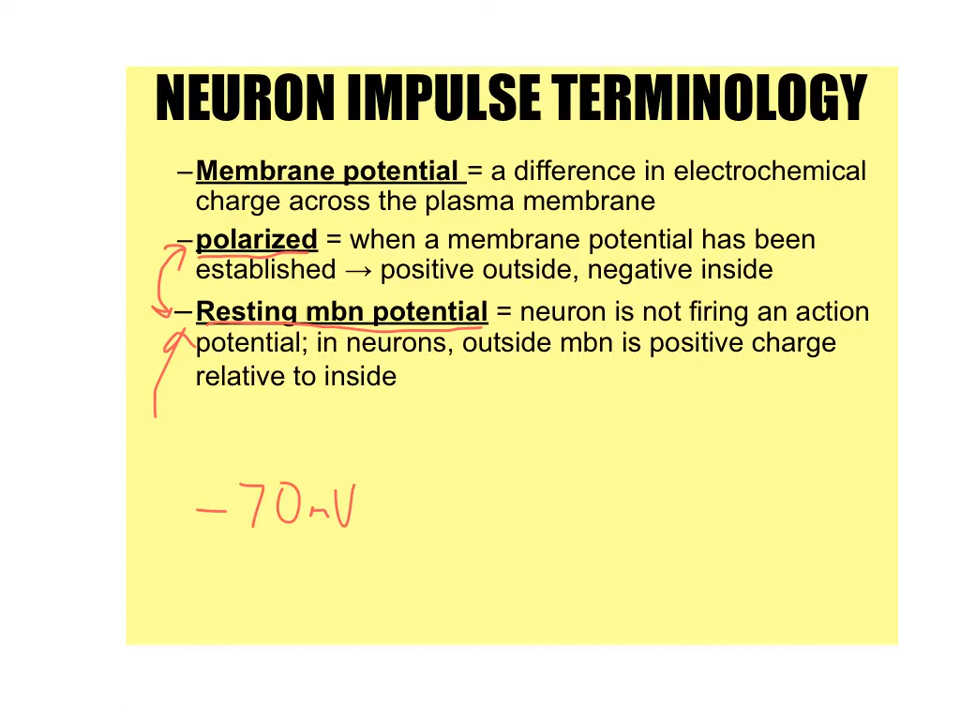 NEURON IMPULSE TERMINOLOGY
–Membrane potential = a difference in electrochemical
charge across the plasma membrane
–polarized = when a membrane potential has been
established → positive outside, negative inside
–Resting mbn potential = neuron is not firing an action
potential; in neurons, outside mbn is positive charge
relative to inside
-70mV